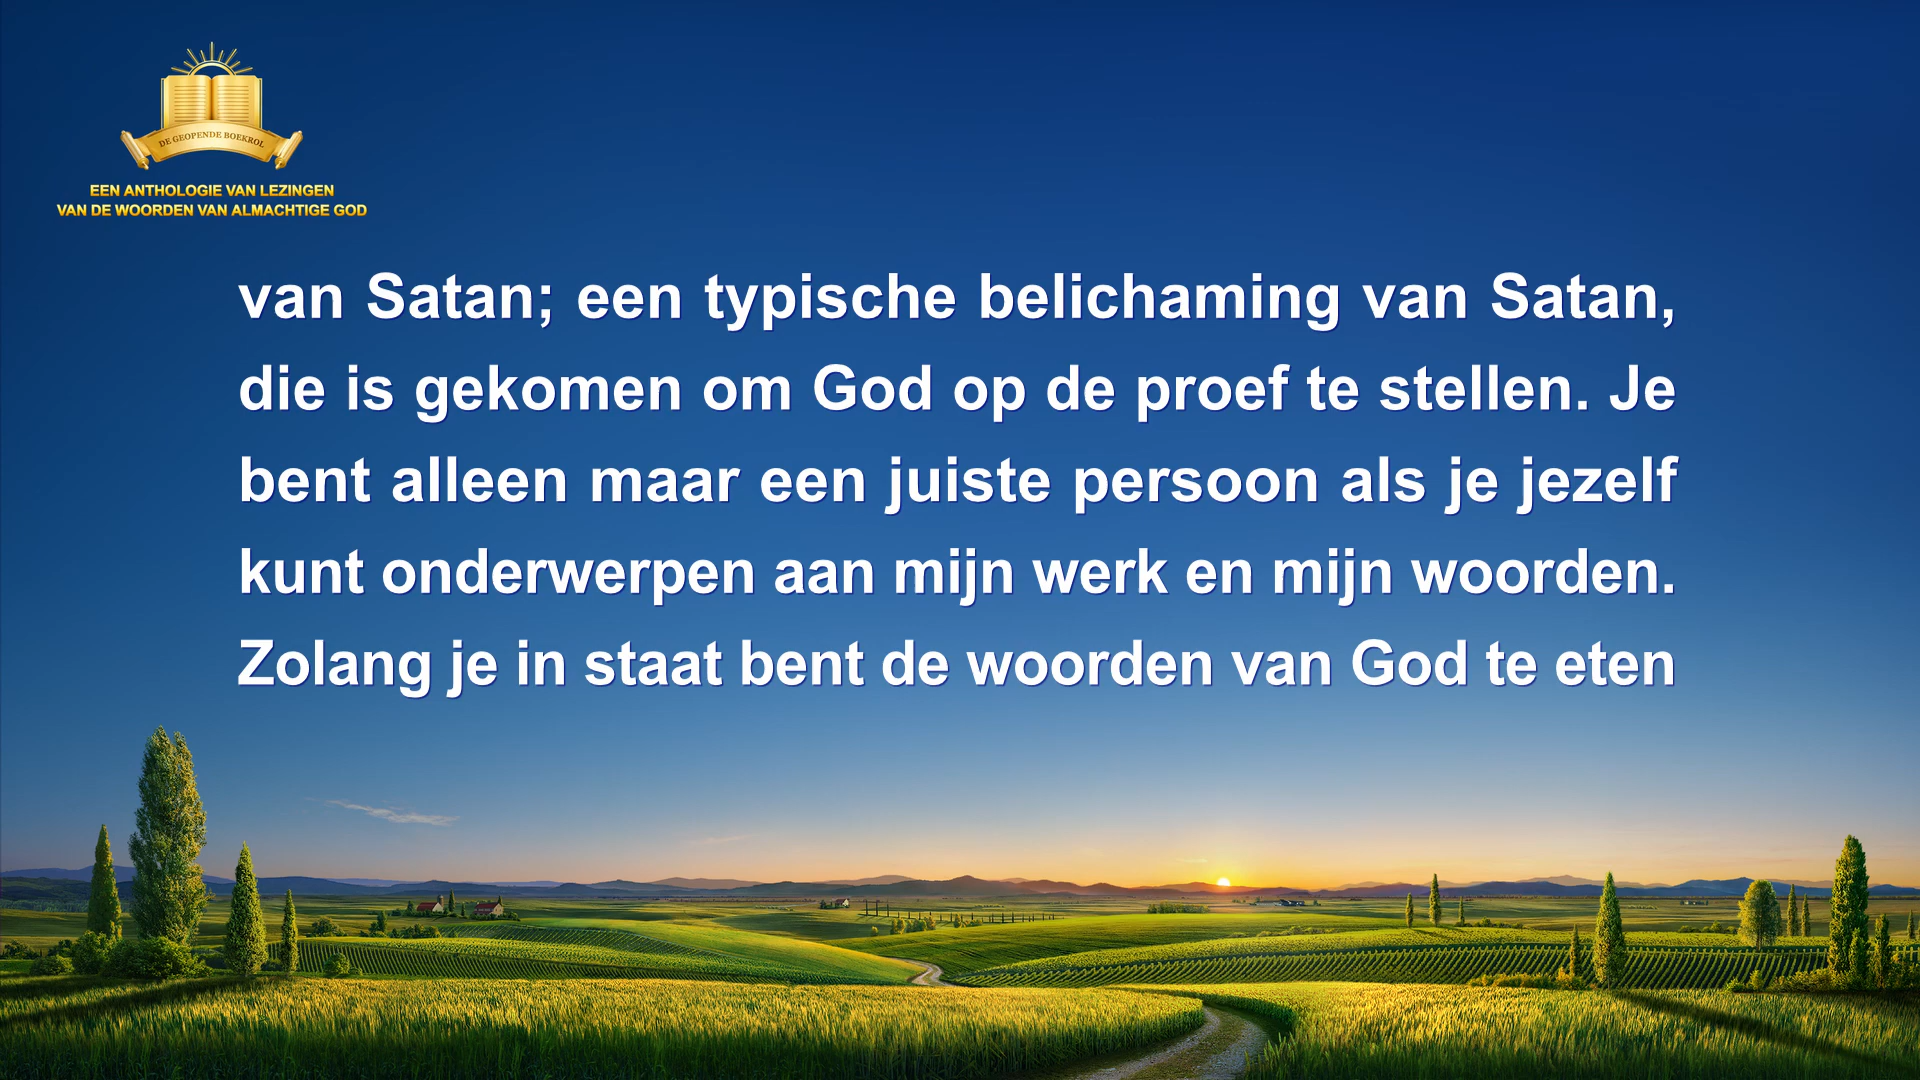 DE GEOPENDE BOEKROL
EEN ANTHOLOGIE VAN LEZINGEN
VAN DE WOORDEN VAN ALMACHTIGE GOD
van Satan; een typische belichaming van Satan,
die is gekomen om God op de proef te stellen. Je
bent alleen maar een juiste persoon als je jezelf
kunt onderwerpen aan mijn werk en mijn woorden.
Zolang je in staat bent de woorden van God te eten